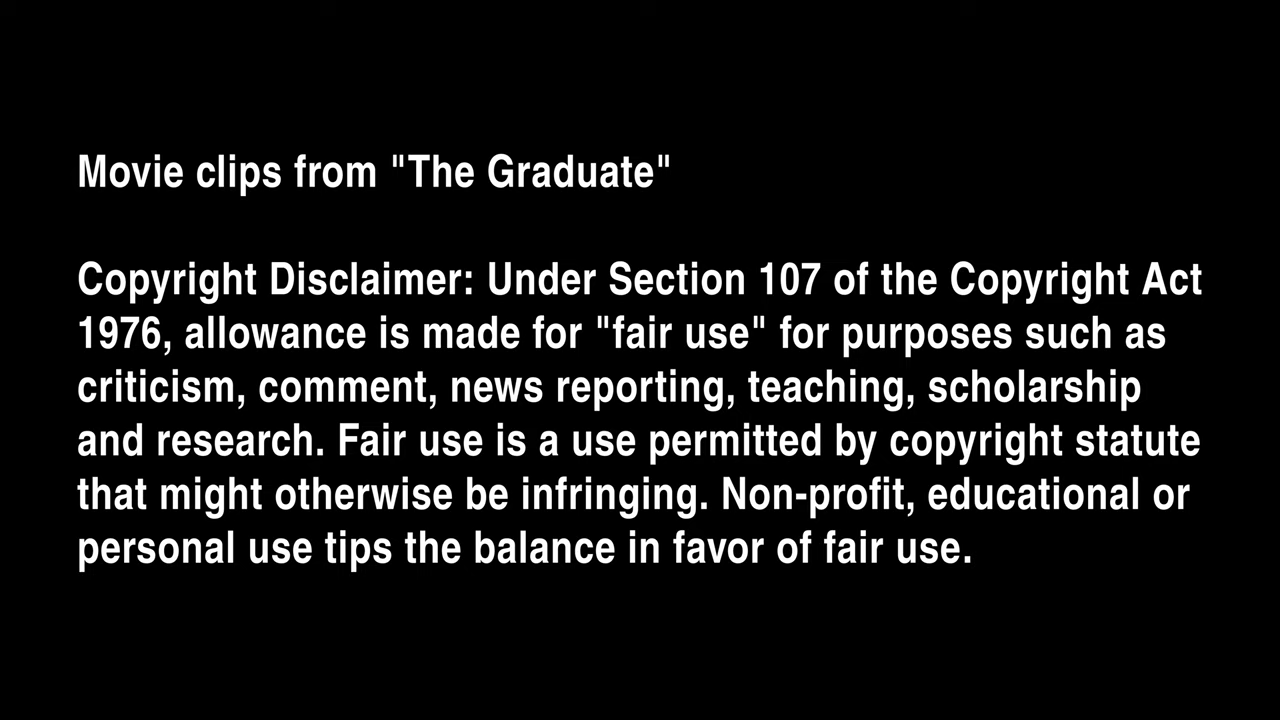 Movie clips from "The Graduate"
Copyright Disclaimer: Under Section 107 of the Copyright Act
1976, allowance is made for "fair use" for purposes such as
criticism, comment, news reporting, teaching, scholarship
and research. Fair use is a use permitted by copyright statute
that might otherwise be infringing. Non-profit, educational or
personal use tips the balance in favor of fair use.